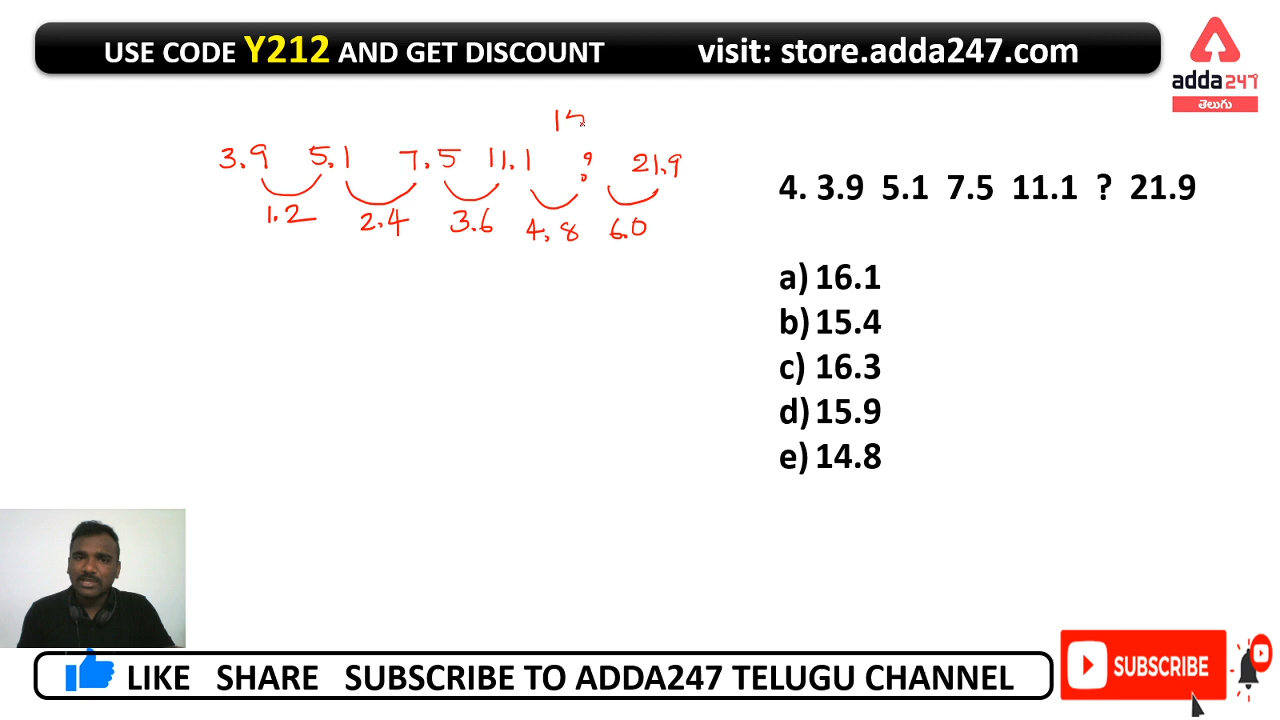 USE CODE Y212 AND GET DISCOUNT visit: store.adda247.com
adda247
తెలుగు
15
3.9 5.1 7.5 11.1 ? 21.9
1.2 2.4 3.6 4.8 6.0
4. 3.9 5.1 7.5 11.1 ? 21.9
a) 16.1
b) 15.4
c) 16.3
d) 15.9
e) 14.8
LIKE SHARE SUBSCRIBE TO ADDA247 TELUGU CHANNEL
SUBSCRIBE